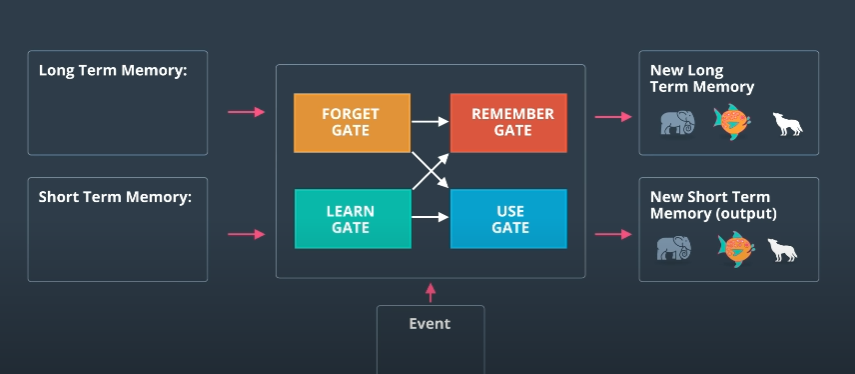 Long Term Memory:
Short Term Memory:
FORGET
GATE
REMEMBER
GATE
LEARN
GATE
USE
GATE
Event
New Long
Term Memory
New Short Term
Memory (output)